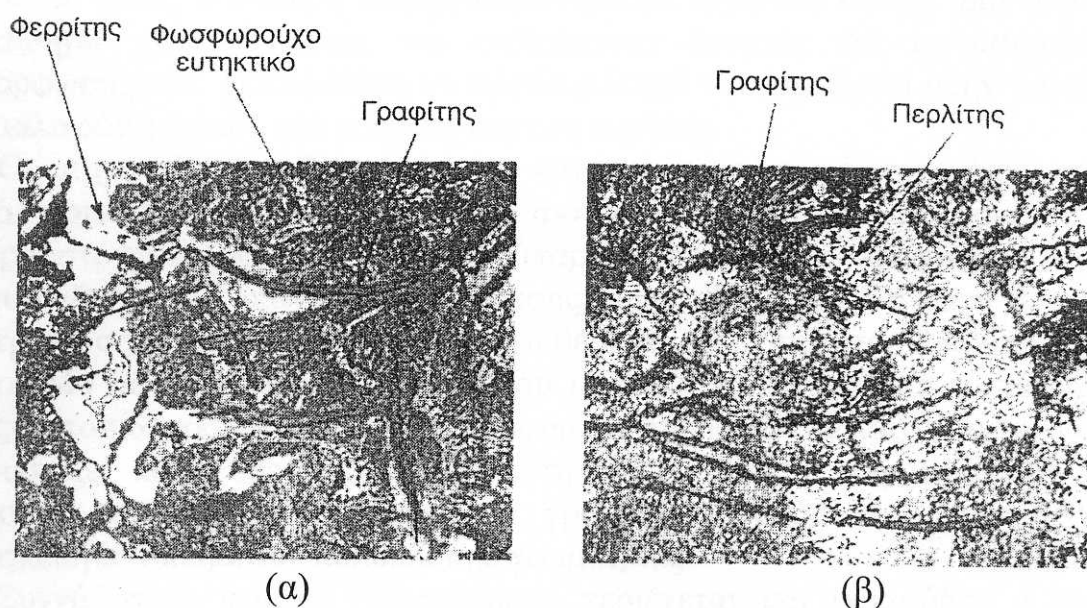 Φερρίτης
Φωσφωρούχο
ευτηκτικό
Γραφίτης
Γραφίτης
Περλίτης
(α)
(β)